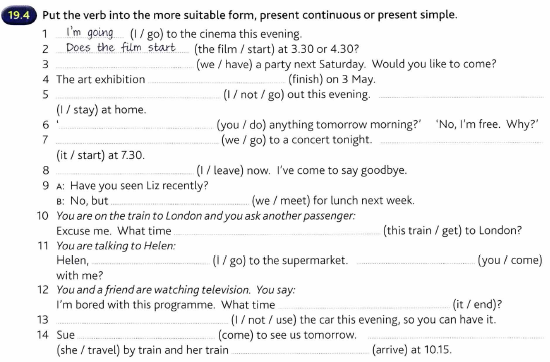 19.4 Put the verb into the more suitable form, present continuous or present simple.
1 I'm going (I / go) to the cinema this evening.
2 Does the film start (the film / start) at 3.30 or 4.30?
3 (we / have) a party next Saturday. Would you like to come?
4 The art exhibition (finish) on 3 May.
5 (I / not / go) out this evening.
(I / stay) at home.
6 ' (you / do) anything tomorrow morning?' 'No, I'm free. Why?'
7 (we / go) to a concert tonight.
(it / start) at 7.30.
8 (I / leave) now. I've come to say goodbye.
9 A: Have you seen Liz recently?
B: No, but (we / meet) for lunch next week.
10 You are on the train to London and you ask another passenger:
Excuse me. What time (this train / get) to London?
11 You are talking to Helen:
Helen, (I / go) to the supermarket. (you / come)
with me?
12 You and a friend are watching television. You say:
I'm bored with this programme. What time (it / end)?
13 (I / not / use) the car this evening, so you can have it.
14 Sue (come) to see us tomorrow.
(she / travel) by train and her train (arrive) at 10.15.